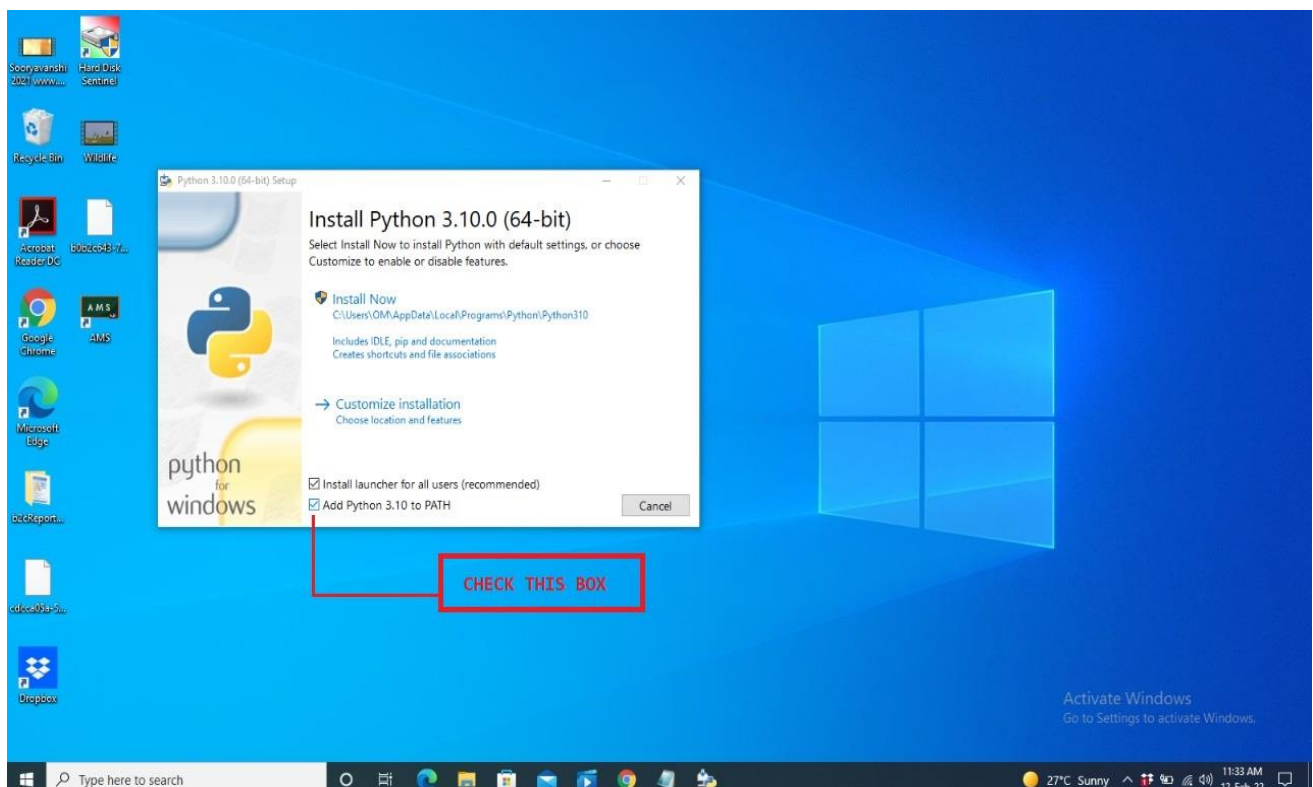 Sooryavanshi
2021 www....
Hard Disk
Sentinel
Recycle Bin
Wildlife
Acrobat
Reader DC
Google
Chrome
AMS
AMS
Microsoft
Edge
b2cReport...
Dropbox
Python 3.10.0 (64-bit) Setup
Install Python 3.10.0 (64-bit)
Select Install Now to install Python with default settings, or choose
Customize to enable or disable features.
Install Now
C:\Users\OM\AppData\Local\Programs\Python\Python310
Includes IDLE, pip and documentation
Creates shortcuts and file associations
Customize installation
Choose location and features
python
for
windows
Install launcher for all users (recommended)
Add Python 3.10 to PATH
Cancel
CHECK THIS BOX
Activate Windows
Go to Settings to activate Windows.
Type here to search
27°C Sunny
11:33 AM